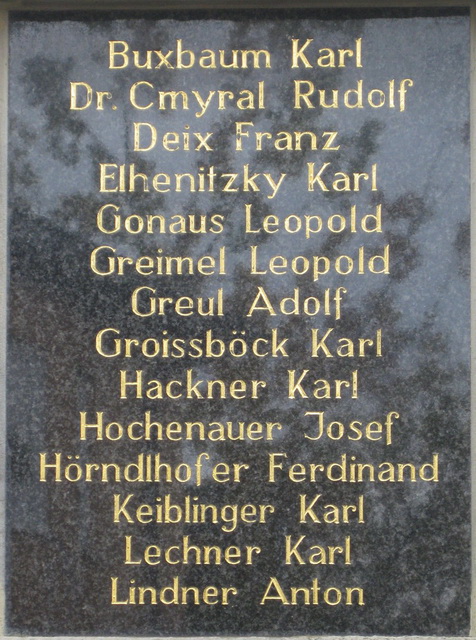 Buxbaum Karl
Dr. Cmyral Rudolf
Deix Franz
Elhenitzky Karl
Gonaus Leopold
Greimel Leopold
Greul Adolf
Groissböck Karl
Hackner Karl
Hochenauer Josef
Hörndlhofer Ferdinand
Keiblinger Karl
Lechner Karl
Lindner Anton